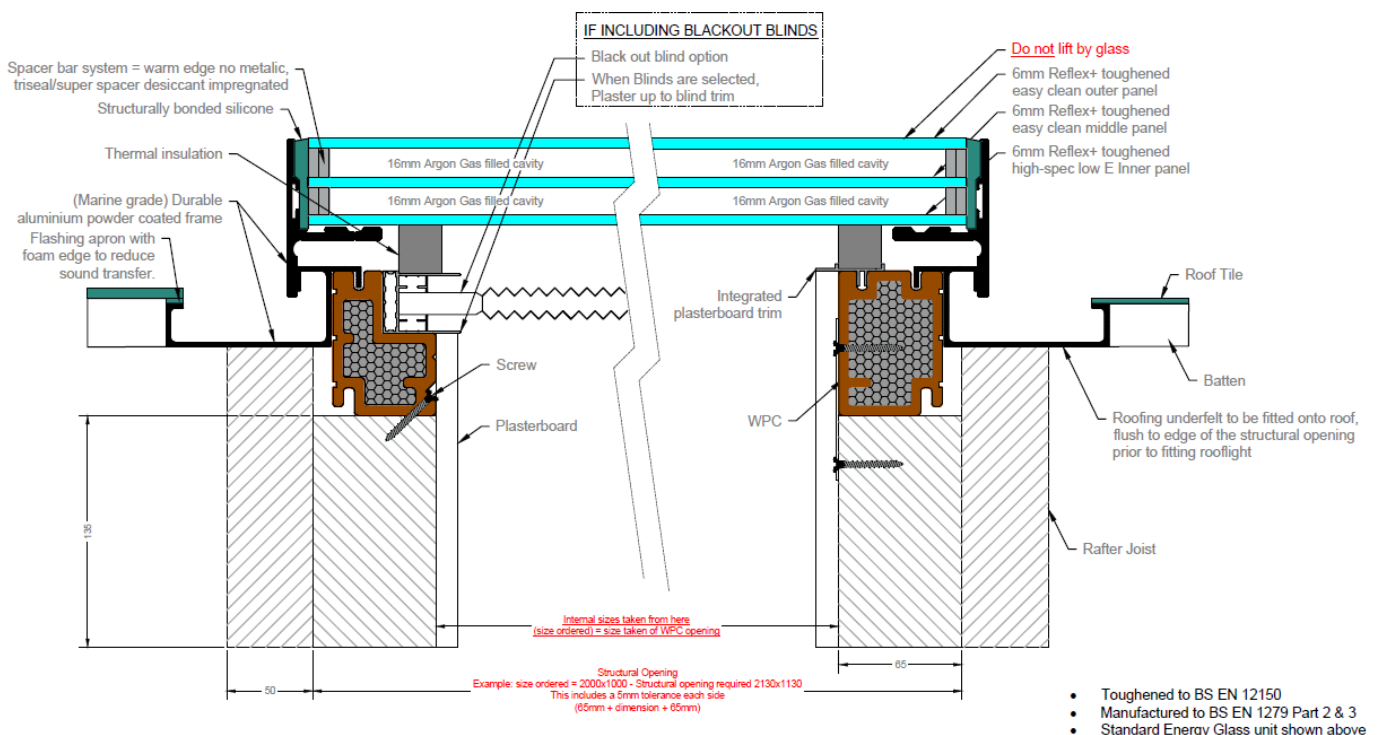 IF INCLUDING BLACKOUT BLINDS
Black out blind option
When Blinds are selected,
Plaster up to blind trim
Spacer bar system = warm edge no metalic,
triseal/super spacer desiccant impregnated
Structurally bonded silicone
Thermal insulation
(Marine grade) Durable
aluminium powder coated frame
Flashing apron with
foam edge to reduce
sound transfer.
Do not lift by glass
6mm Reflex+ toughened
easy clean outer panel
6mm Reflex+ toughened
easy clean middle panel
6mm Reflex+ toughened
high-spec low E Inner panel
16mm Argon Gas filled cavity
16mm Argon Gas filled cavity
16mm Argon Gas filled cavity
16mm Argon Gas filled cavity
Integrated
plasterboard trim
Roof Tile
Batten
Screw
Plasterboard
WPC
Roofing underfelt to be fitted onto roof,
flush to edge of the structural opening
prior to fitting rooflight
Rafter Joist
135
Internal sizes taken from here
(size ordered) = size taken of WPC opening
50
65
Structural Opening
Example: size ordered = 2000x1000 - Structural opening required 2130x1130
This includes a 5mm tolerance each side
(65mm + dimension + 65mm)
• Toughened to BS EN 12150
• Manufactured to BS EN 1279 Part 2 & 3
• Standard Energy Glass unit shown above